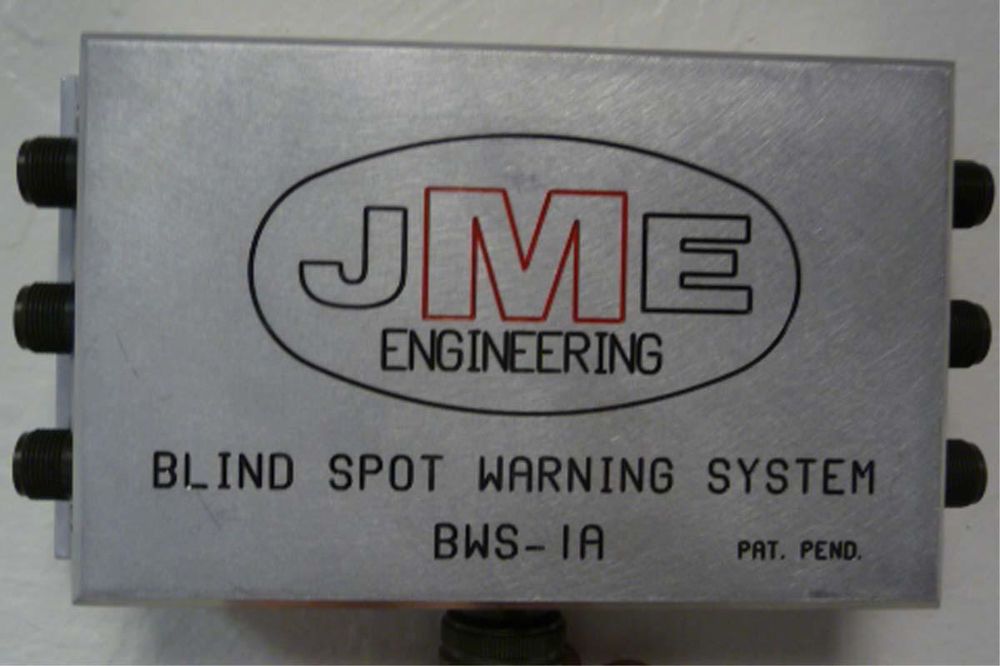 JME
ENGINEERING
BLIND SPOT WARNING SYSTEM
BWS-1A
PAT. PEND.